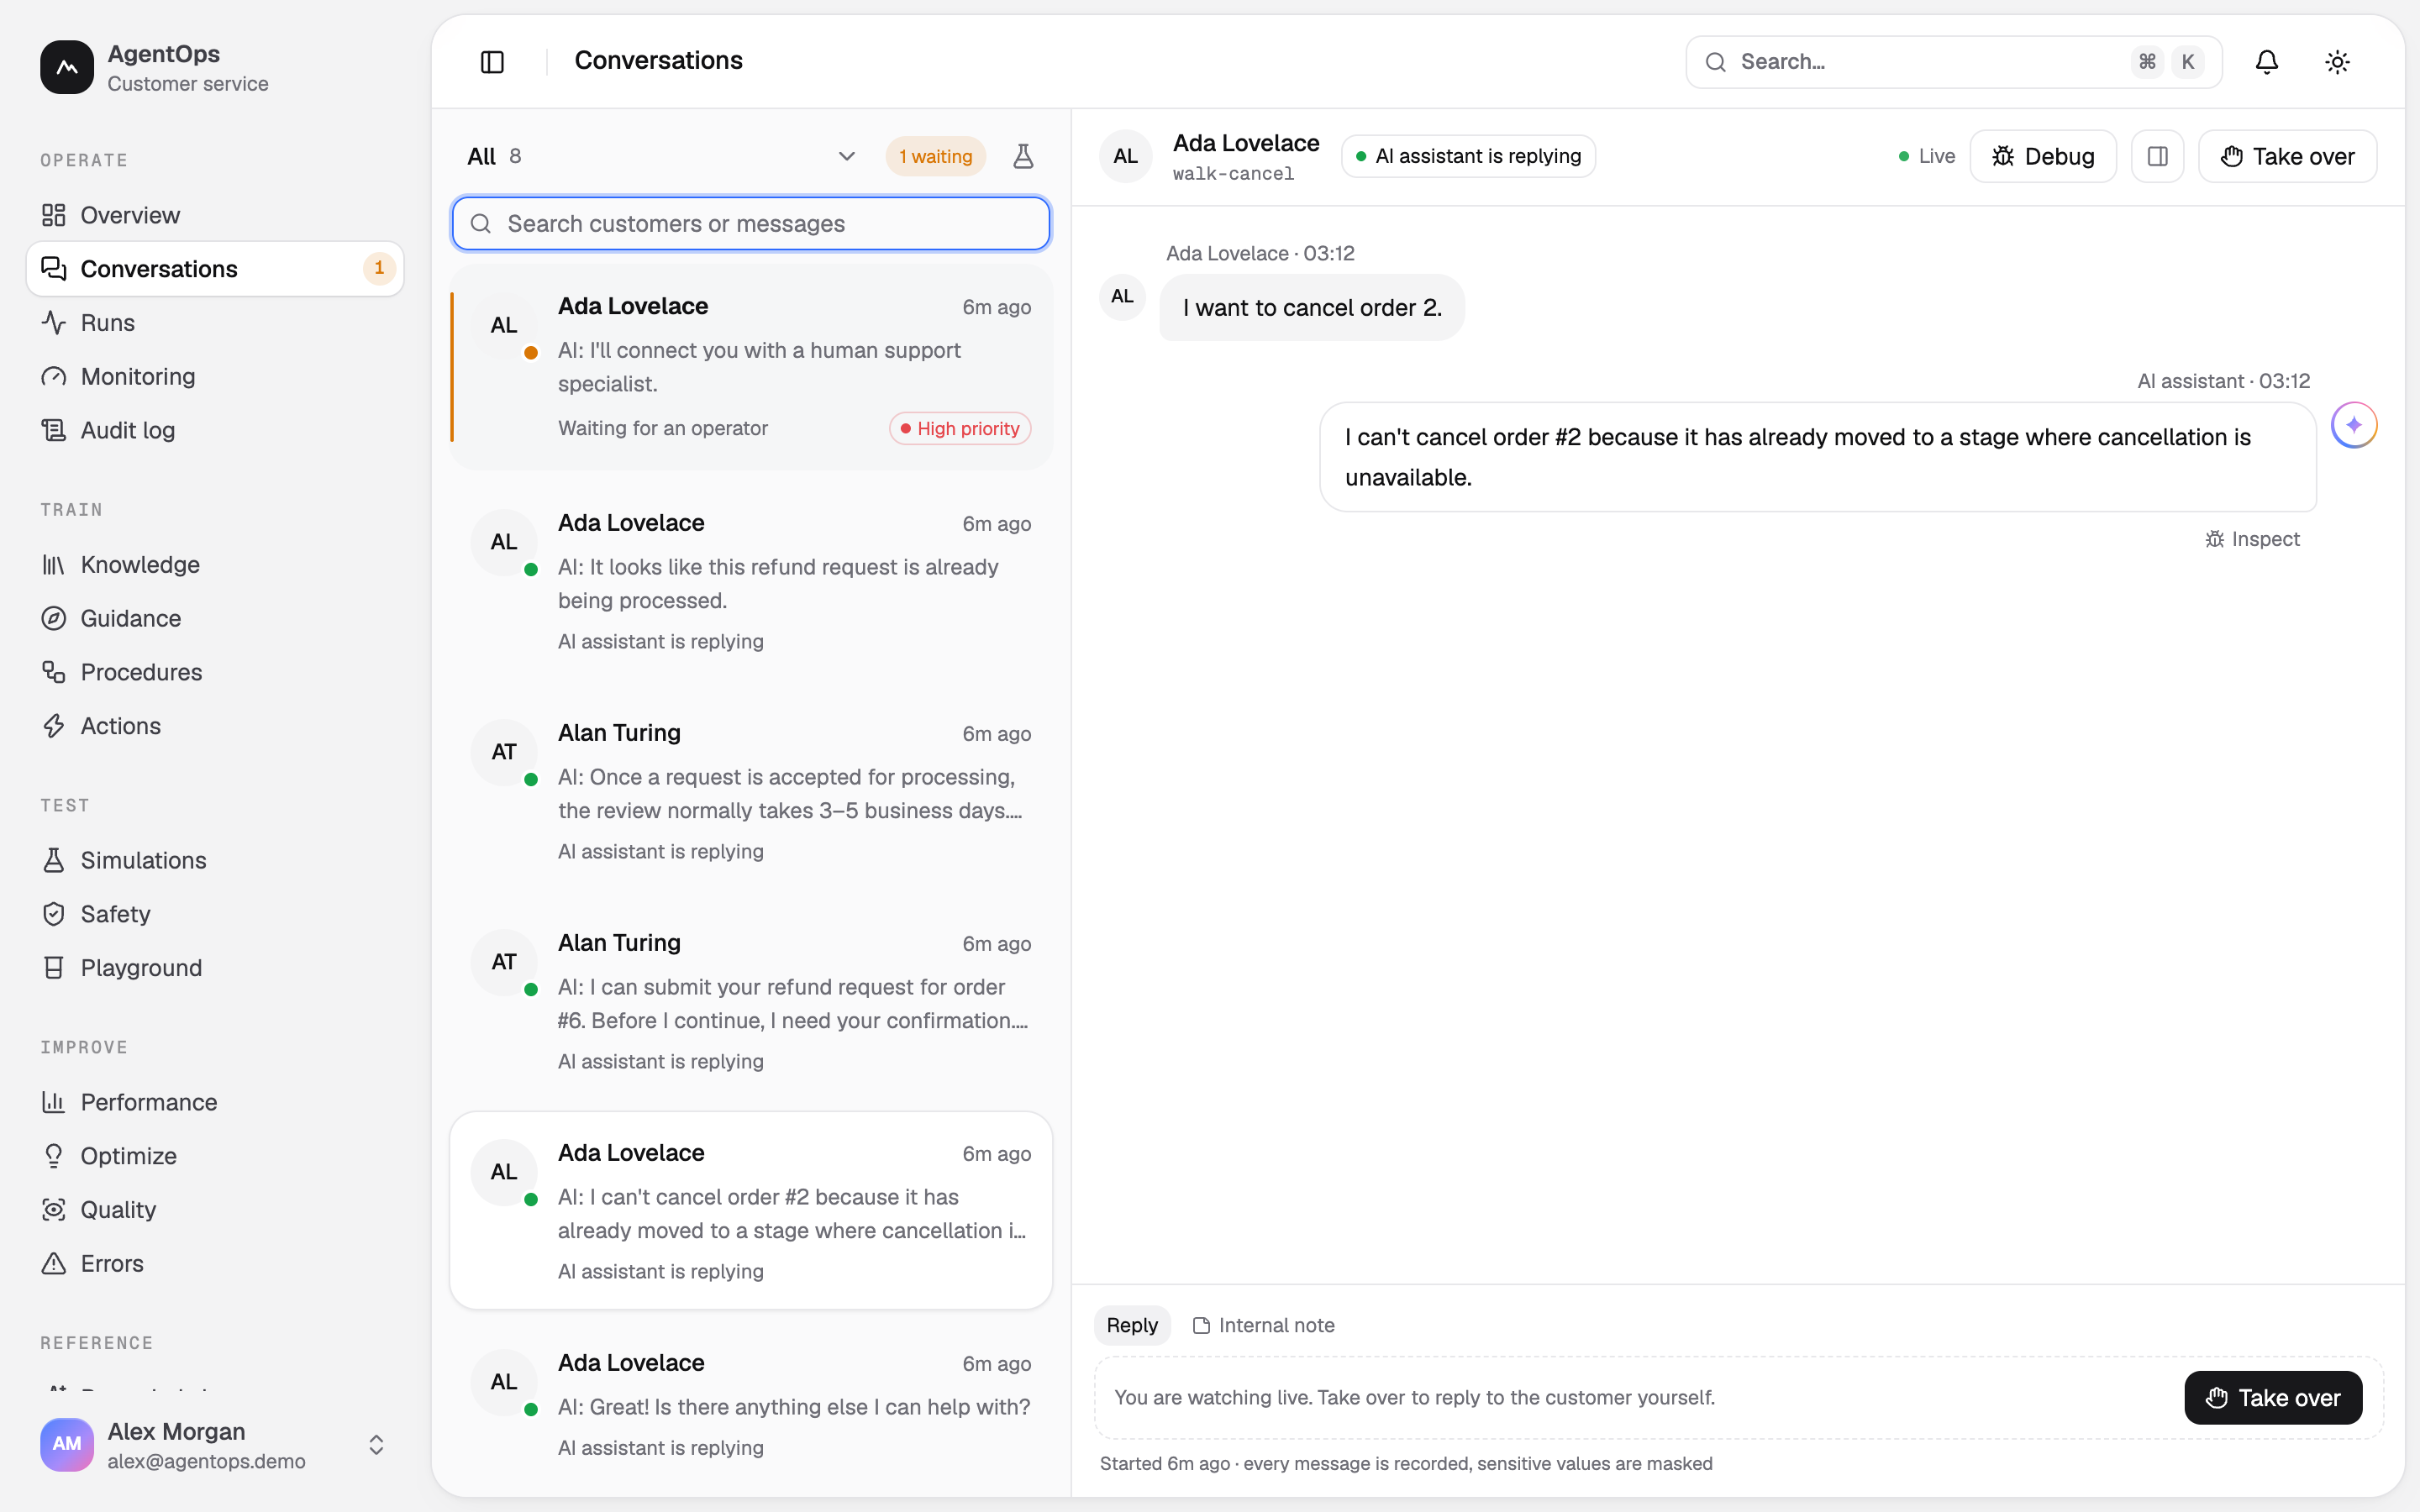 AgentOps
Customer service
OPERATE
Overview
Conversations 1
Runs
Monitoring
Audit log
TRAIN
Knowledge
Guidance
Procedures
Actions
TEST
Simulations
Safety
Playground
IMPROVE
Performance
Optimize
Quality
Errors
REFERENCE
AM
Alex Morgan
alex@agentops.demo
Conversations
Search... ⌘ K
All 8
1 waiting
Search customers or messages
AL
Ada Lovelace 6m ago
AI: I'll connect you with a human support
specialist.
Waiting for an operator High priority
AL
Ada Lovelace 6m ago
AI: It looks like this refund request is already
being processed.
AI assistant is replying
AT
Alan Turing 6m ago
AI: Once a request is accepted for processing,
the review normally takes 3–5 business days....
AI assistant is replying
AT
Alan Turing 6m ago
AI: I can submit your refund request for order
#6. Before I continue, I need your confirmation....
AI assistant is replying
AL
Ada Lovelace 6m ago
AI: I can't cancel order #2 because it has
already moved to a stage where cancellation i...
AI assistant is replying
AL
Ada Lovelace 6m ago
AI: Great! Is there anything else I can help with?
AI assistant is replying
AL
Ada Lovelace
walk-cancel
AI assistant is replying
Live
Debug
Take over
Ada Lovelace · 03:12
AL
I want to cancel order 2.
AI assistant · 03:12
I can't cancel order #2 because it has already moved to a stage where cancellation is
unavailable.
Inspect
Reply
Internal note
You are watching live. Take over to reply to the customer yourself.
Take over
Started 6m ago · every message is recorded, sensitive values are masked